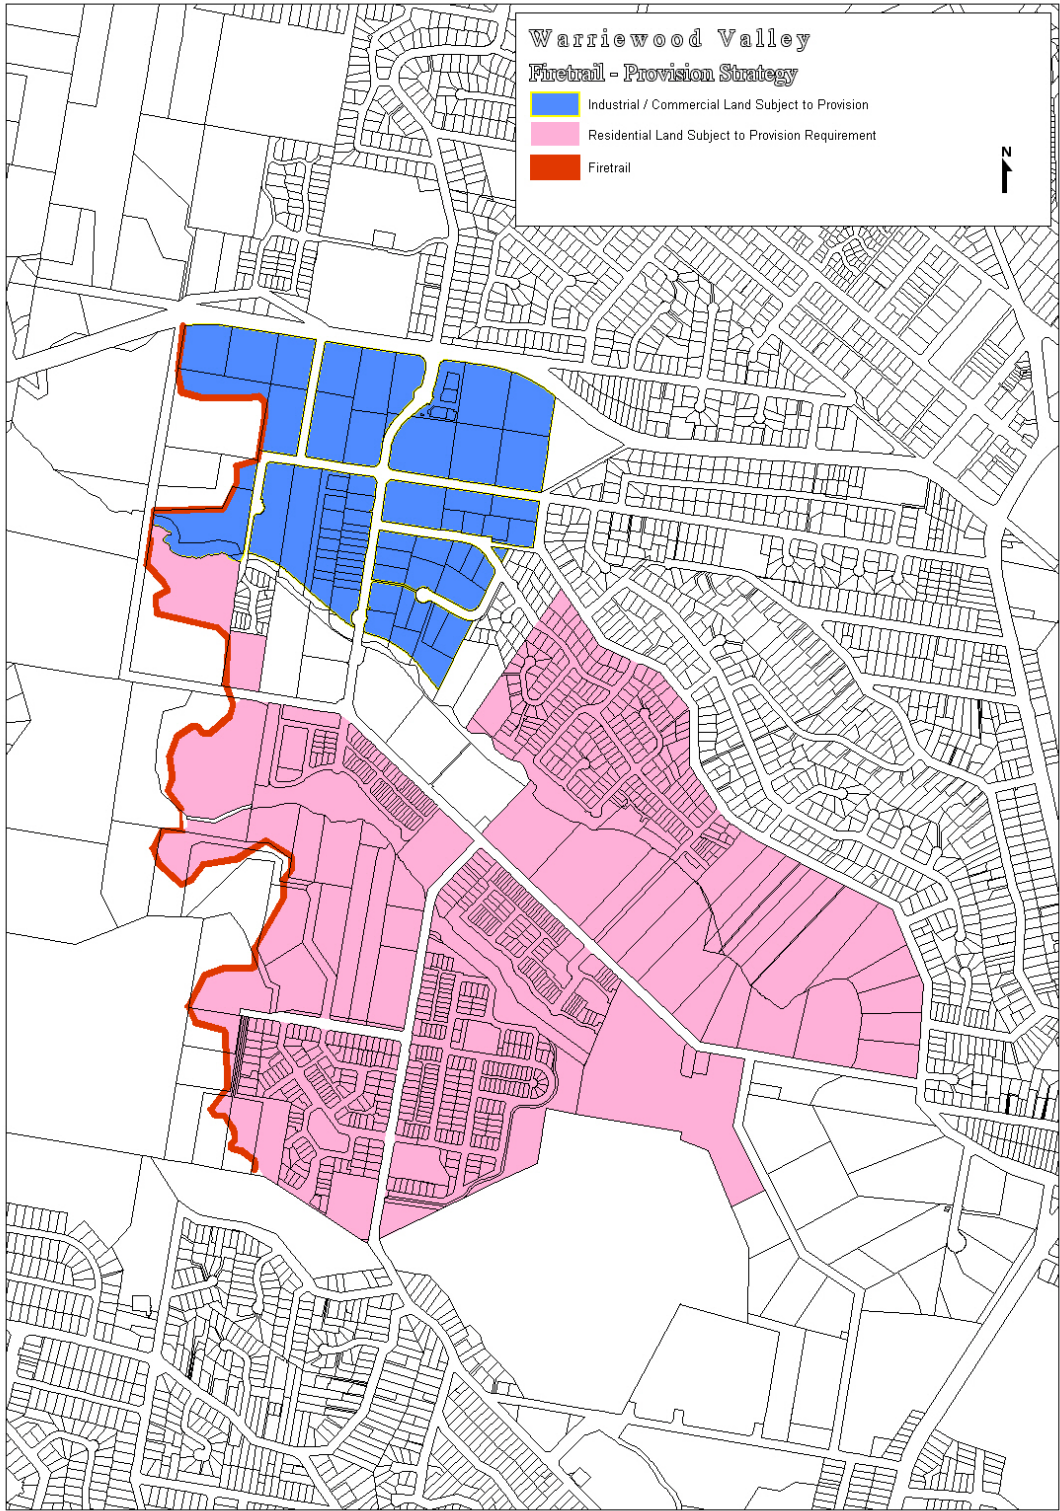 Warriewood Valley
Firetrail - Provision Strategy
Industrial / Commercial Land Subject to Provision
Residential Land Subject to Provision Requirement
N
Firetrail